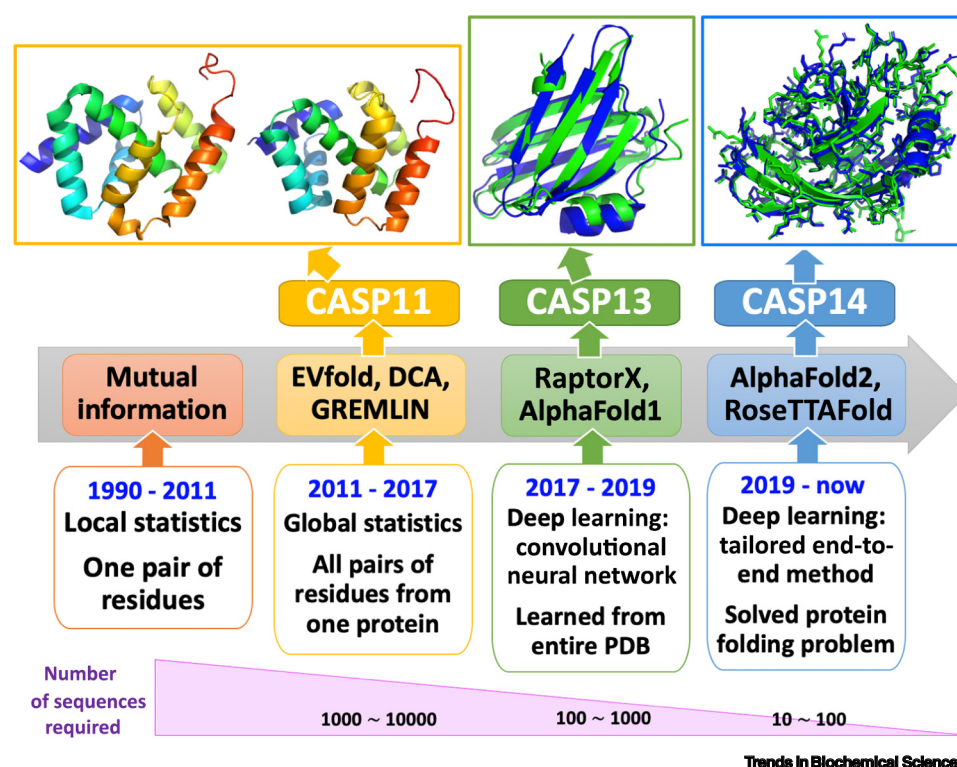 CASP11
CASP13
CASP14
Mutual
information
EVfold, DCA,
GREMLIN
RaptorX,
AlphaFold1
AlphaFold2,
RoseTTAFold
1990 - 2011
Local statistics
One pair of
residues
2011 - 2017
Global statistics
All pairs of
residues from
one protein
2017 - 2019
Deep learning:
convolutional
neural network
Learned from
entire PDB
2019 - now
Deep learning:
tailored end-to-
end method
Solved protein
folding problem
Number
of sequences
required
1000 ~ 10000
100 ~ 1000
10 ~ 100
Trends in Biochemical Science